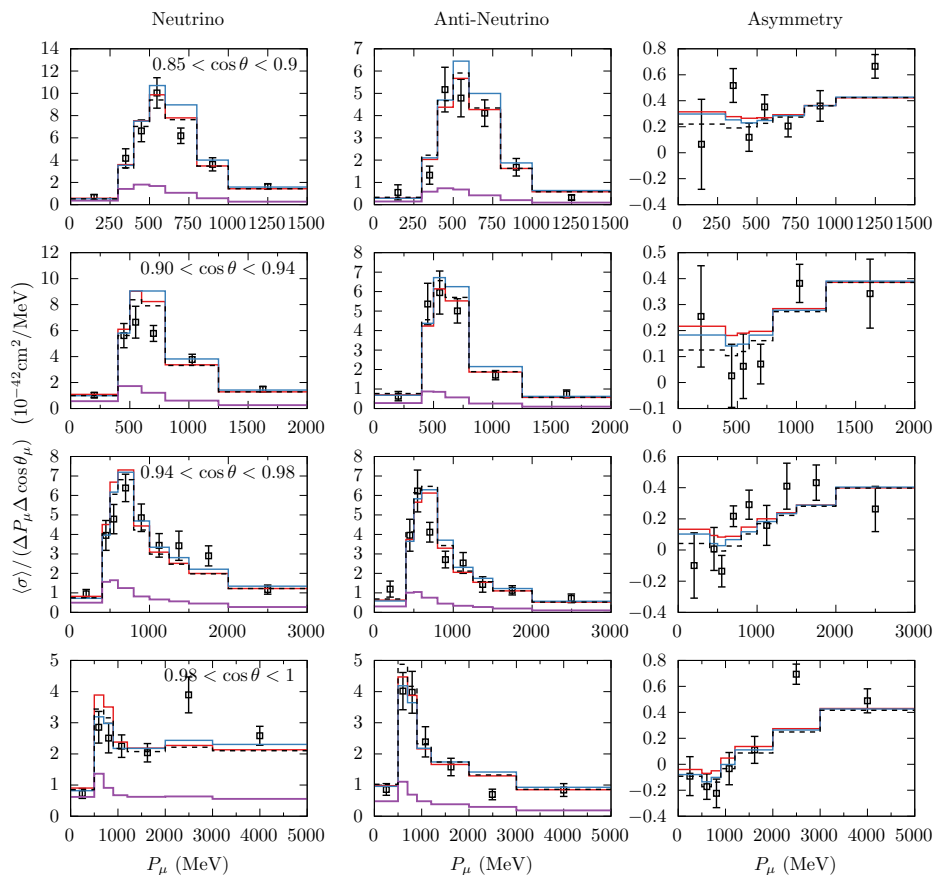 Neutrino
Anti-Neutrino
Asymmetry
⟨σ⟩/(ΔP_μ Δ cos θ_μ) (10^−42 cm^2/MeV)
0.85 < cos θ < 0.9
0 2 4 6 8 10 12 14
0 250 500 750 1000 1250 1500
0 1 2 3 4 5 6 7
0 250 500 750 1000 1250 1500
−0.4 −0.2 0 0.2 0.4 0.6 0.8
0 250 500 750 1000 1250 1500
0.90 < cos θ < 0.94
0 2 4 6 8 10 12
0 500 1000 1500 2000
0 1 2 3 4 5 6 7 8
0 500 1000 1500 2000
−0.1 0 0.1 0.2 0.3 0.4 0.5
0 500 1000 1500 2000
0.94 < cos θ < 0.98
0 1 2 3 4 5 6 7 8
0 1000 2000 3000
0 1 2 3 4 5 6 7 8
0 1000 2000 3000
−0.4 −0.2 0 0.2 0.4 0.6
0 1000 2000 3000
0.98 < cos θ < 1
0 1 2 3 4 5
0 1000 2000 3000 4000 5000
0 1 2 3 4 5
0 1000 2000 3000 4000 5000
−0.4 −0.2 0 0.2 0.4 0.6 0.8
0 1000 2000 3000 4000 5000
P_μ (MeV)
P_μ (MeV)
P_μ (MeV)